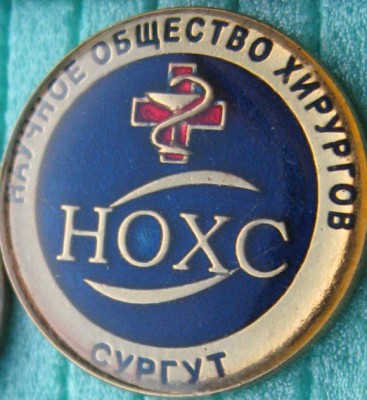 НАУЧНОЕ ОБЩЕСТВО ХИРУРГОВ
НОХС
СУРГУТ